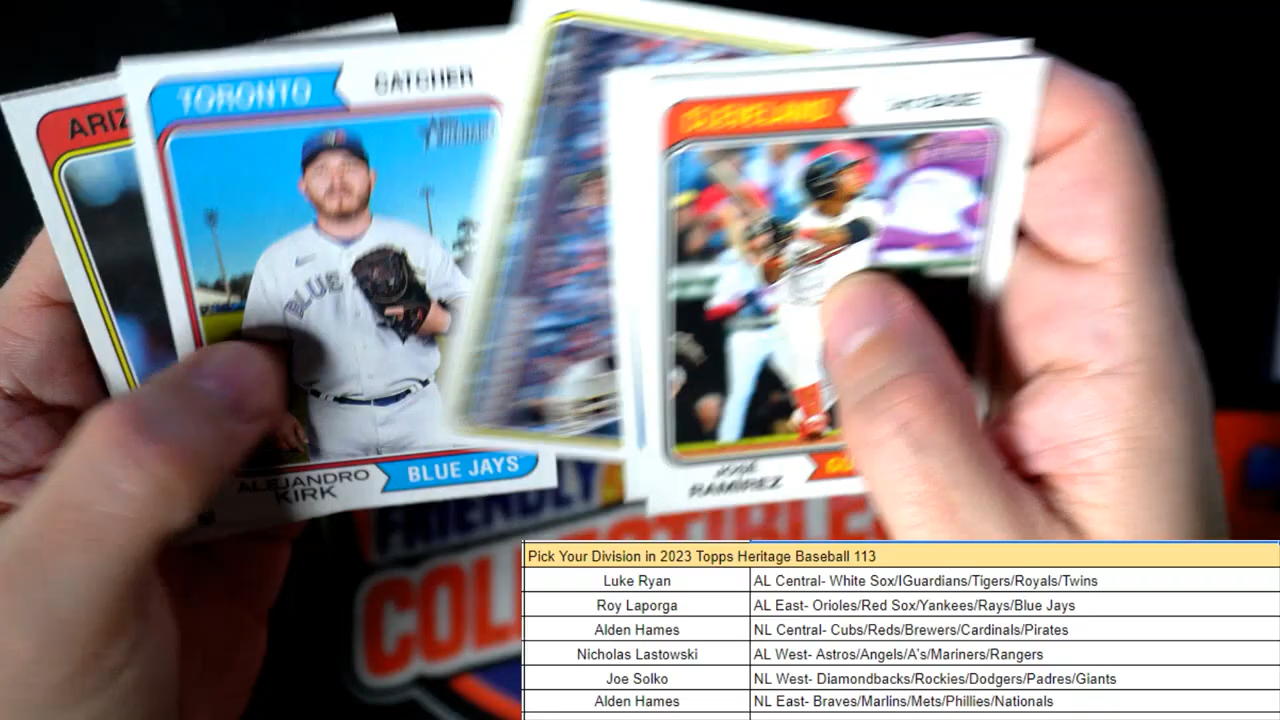 ARIZ
TORONTO
CATCHER
BLUE
ALEJANDRO
KIRK
BLUE JAYS
CLEVELAND
JOSÉ
RAMÍREZ
FRIENDLY
Pick Your Division in 2023 Topps Heritage Baseball 113
Luke Ryan AL Central- White Sox/IGuardians/Tigers/Royals/Twins
Roy Laporga AL East- Orioles/Red Sox/Yankees/Rays/Blue Jays
Alden Hames NL Central- Cubs/Reds/Brewers/Cardinals/Pirates
Nicholas Lastowski AL West- Astros/Angels/A's/Mariners/Rangers
Joe Solko NL West- Diamondbacks/Rockies/Dodgers/Padres/Giants
Alden Hames NL East- Braves/Marlins/Mets/Phillies/Nationals